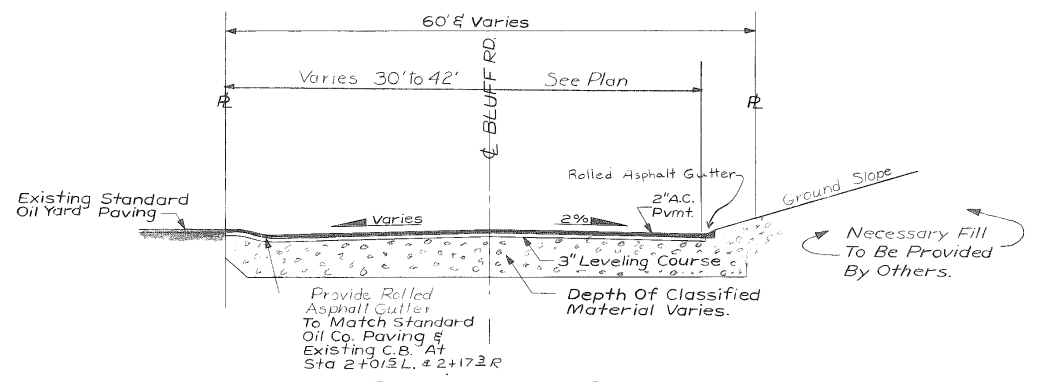 60' & Varies
Varies 30' to 42' See Plan
℄ BLUFF RD.
P̶L
P̶L
Rolled Asphalt Gutter
Ground Slope
Existing Standard
Oil Yard Paving
varies
2%
2" A.C.
Pvmt.
Necessary Fill
To Be Provided
By Others.
3" Leveling Course
Provide Rolled
Asphalt Gutter
To Match Standard
Oil Co. Paving &
Existing C.B. At
Sta 2+01 5 L. & 2+17 3 R
Depth Of Classified
Material Varies.